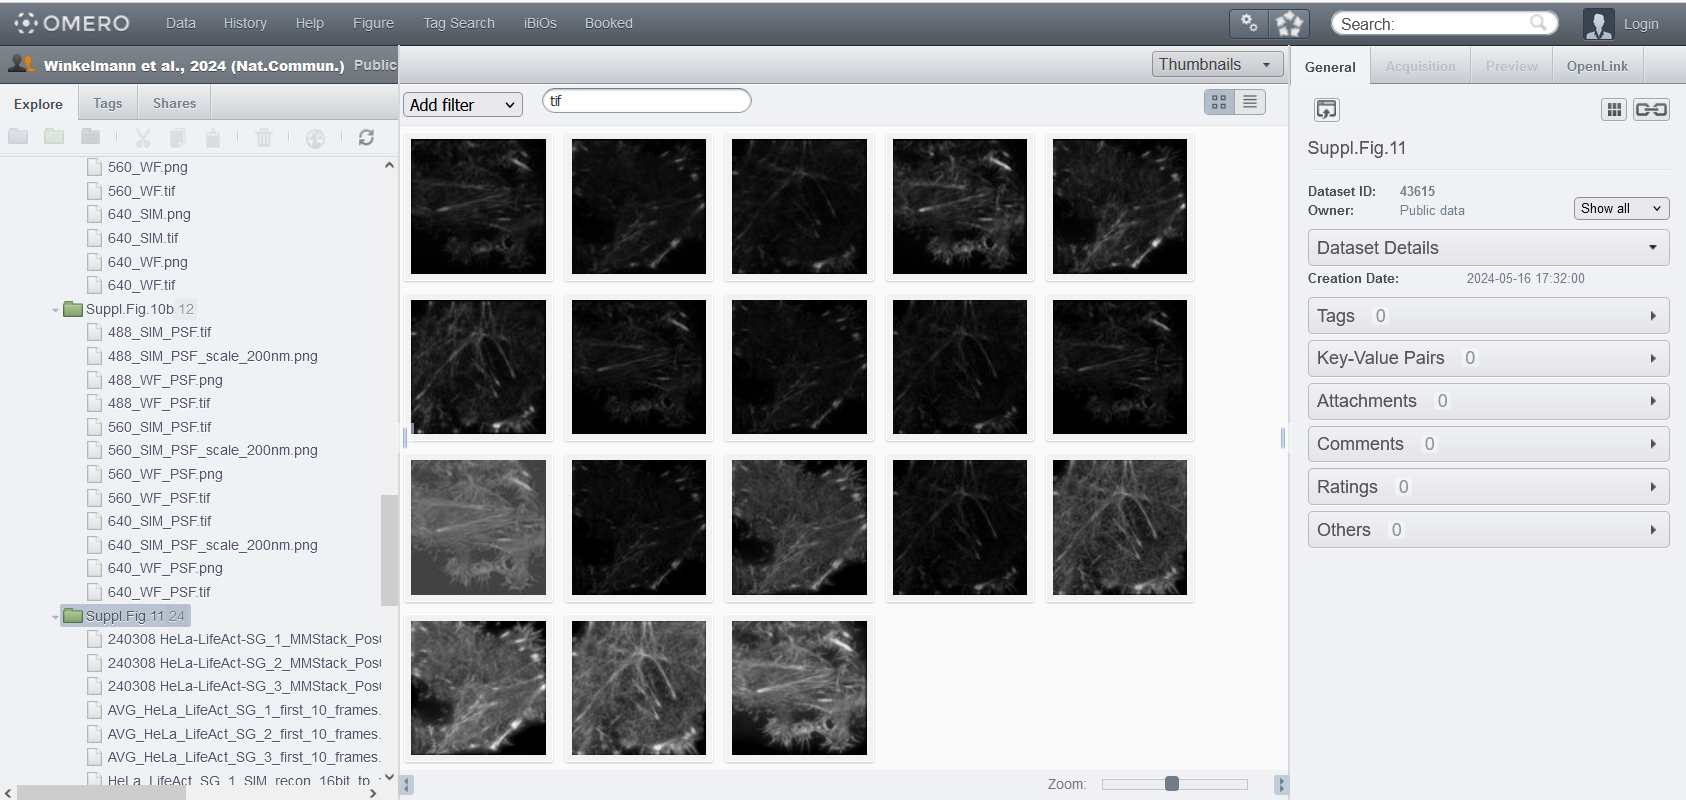 OMERO Data History Help Figure Tag Search iBiOs Booked Search: Login
Winkelmann et al., 2024 (Nat.Commun.) Public
Explore Tags Shares
560_WF.png
560_WF.tif
640_SIM.png
640_SIM.tif
640_WF.png
640_WF.tif
Suppl.Fig.10b 12
488_SIM_PSF.tif
488_SIM_PSF_scale_200nm.png
488_WF_PSF.png
488_WF_PSF.tif
560_SIM_PSF.tif
560_SIM_PSF_scale_200nm.png
560_WF_PSF.png
560_WF_PSF.tif
640_SIM_PSF.tif
640_SIM_PSF_scale_200nm.png
640_WF_PSF.png
640_WF_PSF.tif
Suppl.Fig.11 24
240308 HeLa-LifeAct-SG_1_MMStack_Pos
240308 HeLa-LifeAct-SG_2_MMStack_Pos
240308 HeLa-LifeAct-SG_3_MMStack_Pos
AVG_HeLa_LifeAct_SG_1_first_10_frames.
AVG_HeLa_LifeAct_SG_2_first_10_frames.
AVG_HeLa_LifeAct_SG_3_first_10_frames.
HeLa_LifeAct_SG_1_SIM_recon_16bit_tp_
Thumbnails
Add filter tif
Zoom:
General Acquisition Preview OpenLink
Suppl.Fig.11
Dataset ID: 43615
Owner: Public data
Show all
Dataset Details
Creation Date: 2024-05-16 17:32:00
Tags 0
Key-Value Pairs 0
Attachments 0
Comments 0
Ratings 0
Others 0